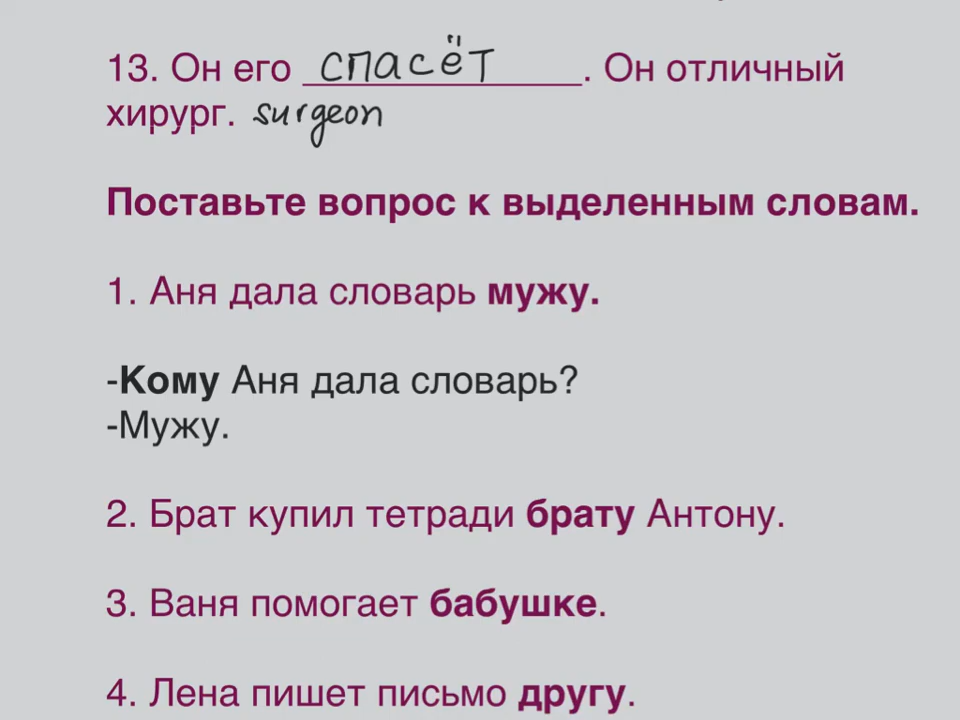 13. Он его спасёт. Он отличный
хирург. surgeon
Поставьте вопрос к выделенным словам.
1. Аня дала словарь мужу.
-Кому Аня дала словарь?
-Мужу.
2. Брат купил тетради брату Антону.
3. Ваня помогает бабушке.
4. Лена пишет письмо другу.